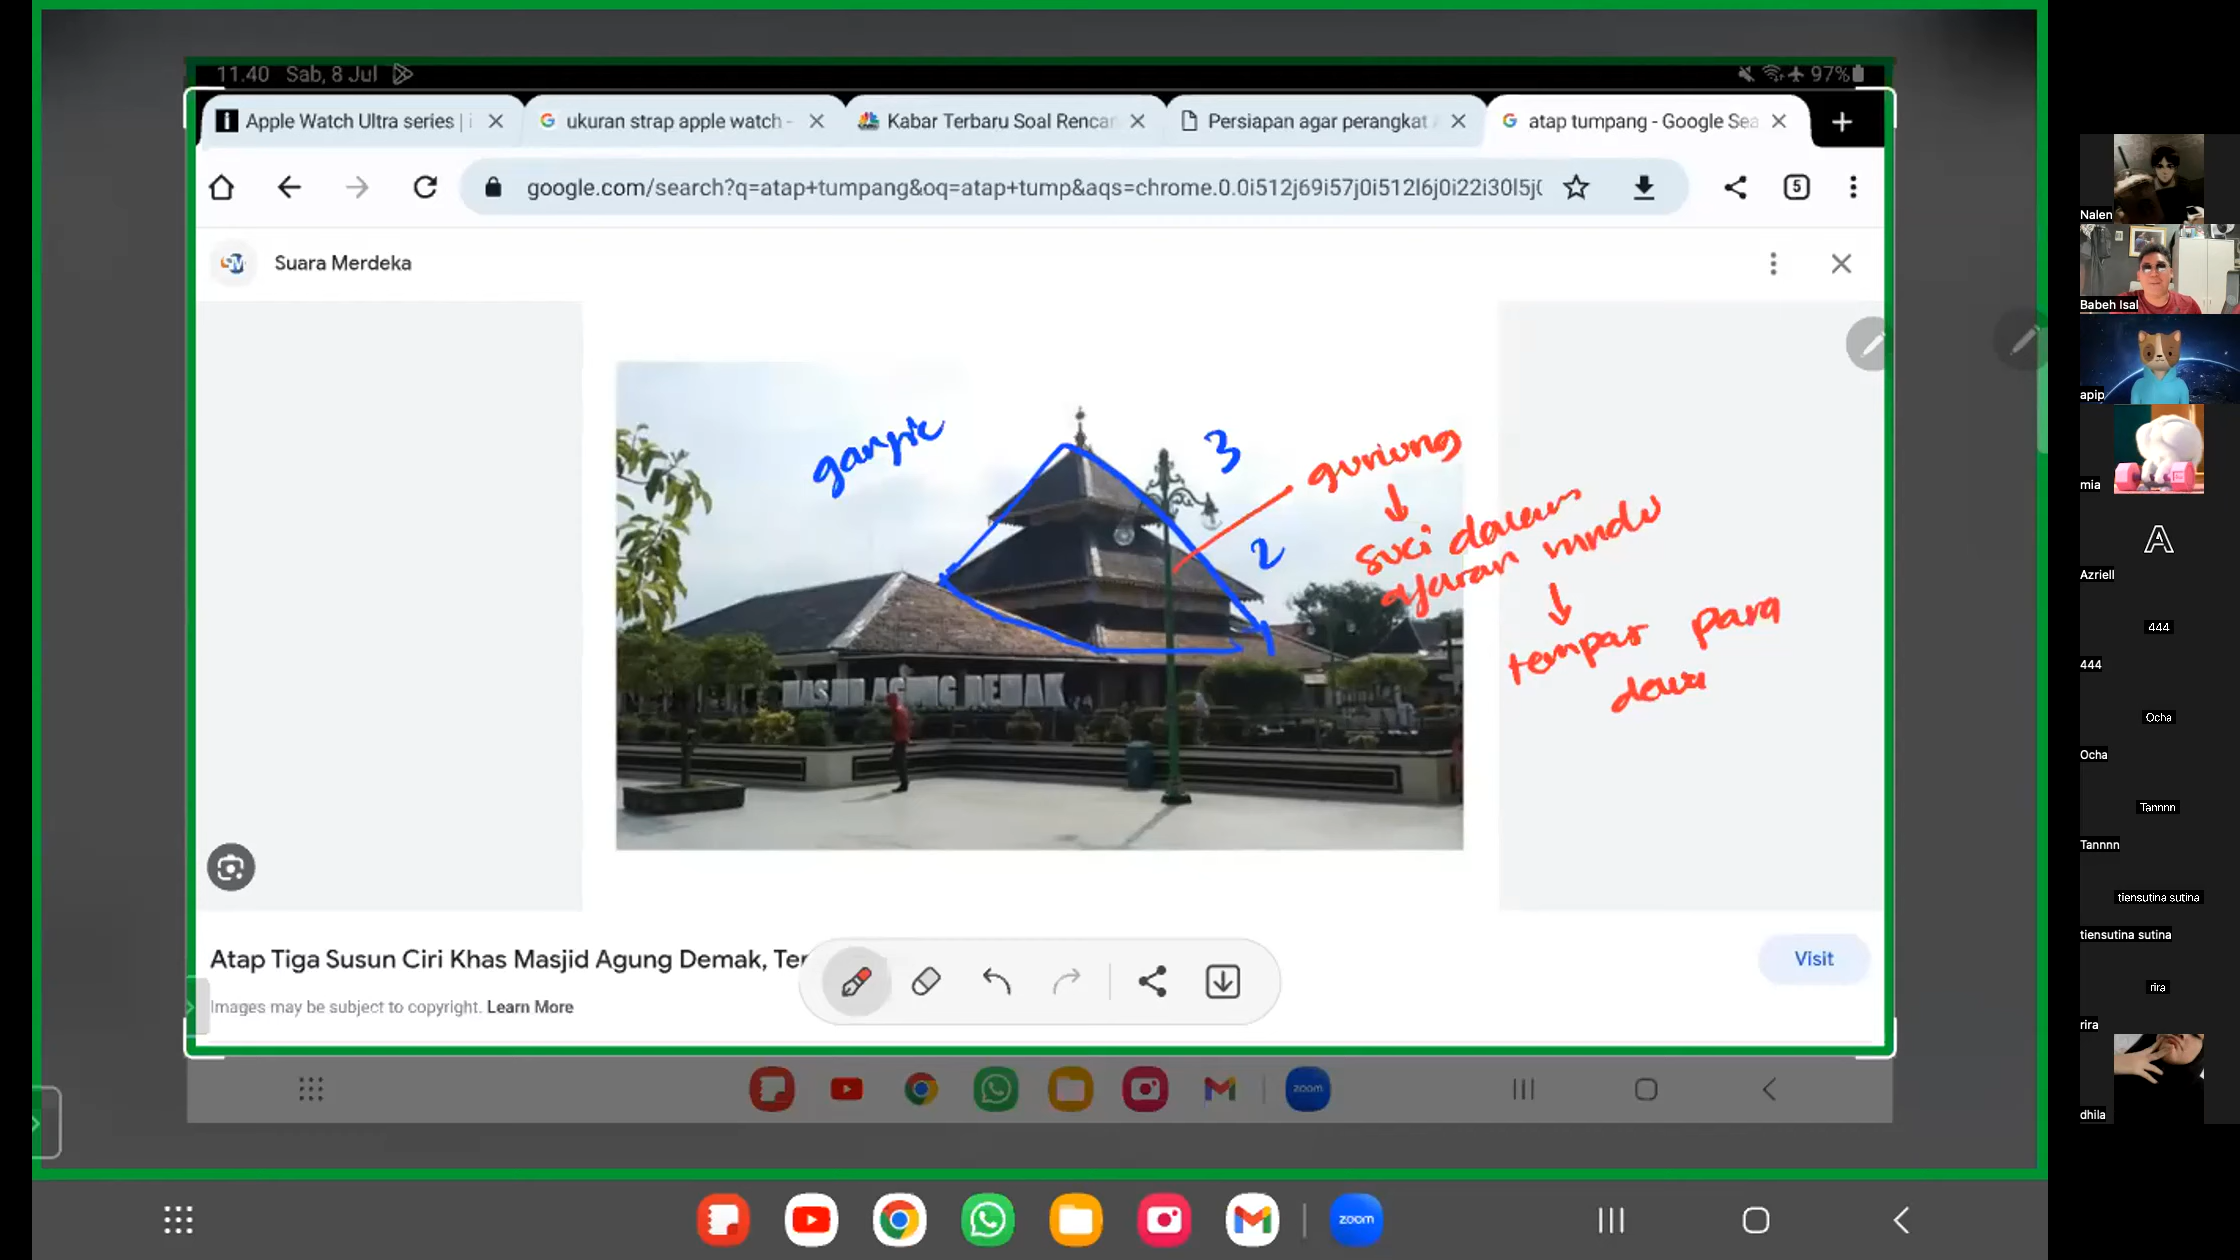 11.40 Sab, 8 Jul
97%
Apple Watch Ultra series | i
ukuran strap apple watch -
Kabar Terbaru Soal Rencan
Persiapan agar perangkat A
atap tumpang - Google Sea
google.com/search?q=atap+tumpang&oq=atap+tump&aqs=chrome.0.0i512j69i57j0i512l6j0i22i30l5j0
5
Suara Merdeka
ganjil
3
gunung
2
suci dalam
ajaran hindu
tempat para
dewa
MASJID AGUNG DEMAK
Atap Tiga Susun Ciri Khas Masjid Agung Demak, Ter
Visit
Images may be subject to copyright. Learn More
zoom
zoom
Nalen
Babeh Isal
apip
mia
A
Azriell
444
444
Ocha
Ocha
Tannnn
Tannnn
tiensutina sutina
tiensutina sutina
rira
rira
dhila